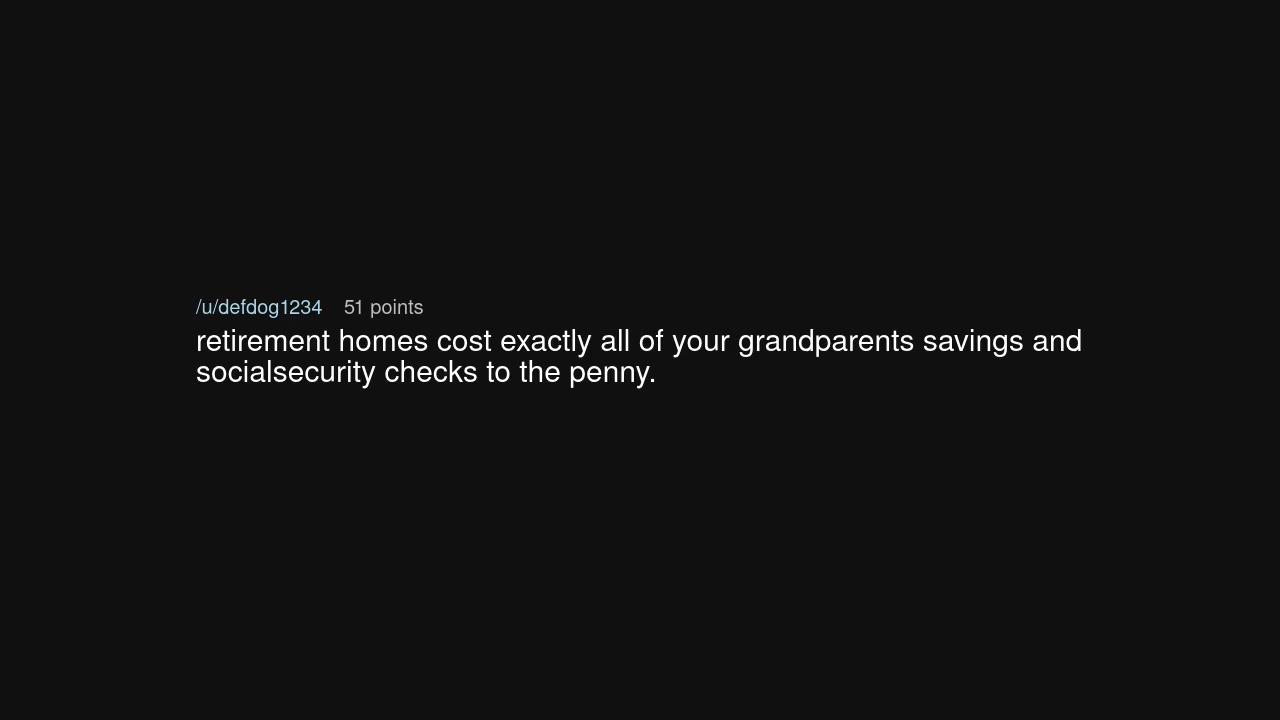 /u/defdog1234 51 points
retirement homes cost exactly all of your grandparents savings and
socialsecurity checks to the penny.